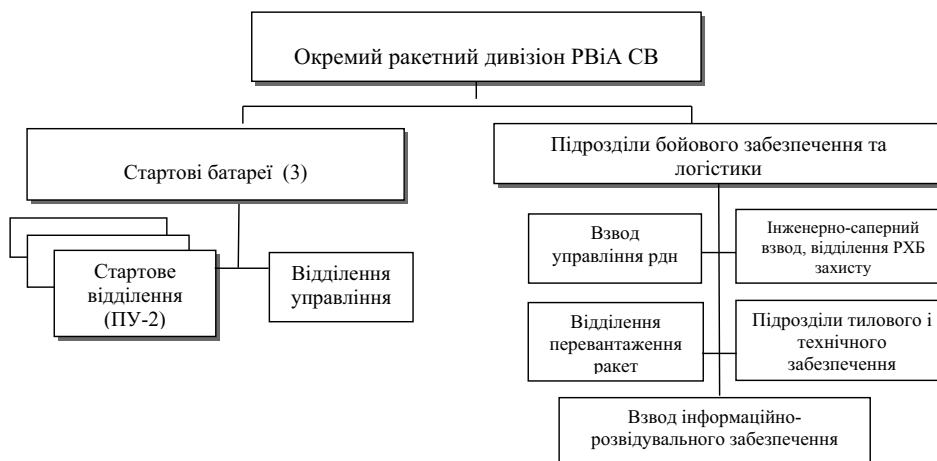 Окремий ракетний дивізіон РВіА СВ
Стартові батареї (3)
Підрозділи бойового забезпечення та
логістики
Стартове
відділення
(ПУ-2)
Відділення
управління
Взвод
управління рдн
Інженерно-саперний
взвод, відділення РХБ
захисту
Відділення
перевантаження
ракет
Підрозділи тилового і
технічного
забезпечення
Взвод інформаційно-
розвідувального забезпечення